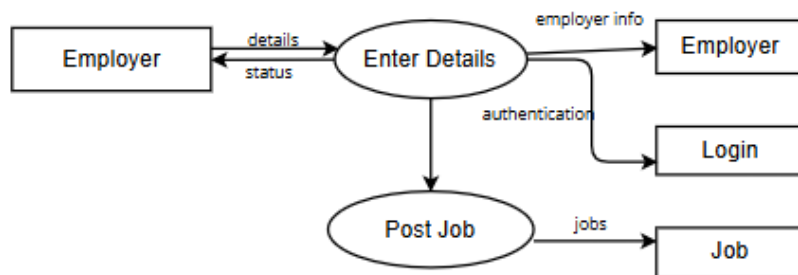 employer info
details
Employer
Enter Details
Employer
status
authentication
Login
Post Job
jobs
Job